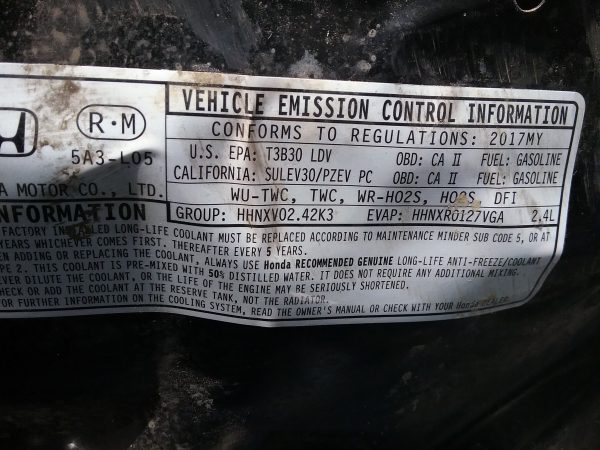 VEHICLE EMISSION CONTROL INFORMATION
CONFORMS TO REGULATIONS: 2017MY
U.S. EPA: T3B30 LDV OBD: CA II FUEL: GASOLINE
CALIFORNIA: SULEV30/PZEV PC OBD: CA II FUEL: GASOLINE
WU-TWC, TWC, WR-HO2S, HO2S, DFI
GROUP: HHNXV02.42K3 EVAP: HHNXR0127VGA 2.4L
R·M
5A3-L05
A MOTOR CO., LTD.
INFORMATION
FACTORY INSTALLED LONG-LIFE COOLANT MUST BE REPLACED ACCORDING TO MAINTENANCE MINDER SUB CODE 5, OR AT
YEARS WHICHEVER COMES FIRST. THEREAFTER EVERY 5 YEARS.
WHEN ADDING OR REPLACING THE COOLANT, ALWAYS USE Honda RECOMMENDED GENUINE LONG-LIFE ANTI-FREEZE/COOLANT
YPE 2. THIS COOLANT IS PRE-MIXED WITH 50% DISTILLED WATER. IT DOES NOT REQUIRE ANY ADDITIONAL MIXING.
EVER DILUTE THE COOLANT, OR THE LIFE OF THE ENGINE MAY BE SERIOUSLY SHORTENED.
CHECK OR ADD THE COOLANT AT THE RESERVE TANK, NOT THE RADIATOR.
OR FURTHER INFORMATION ON THE COOLING SYSTEM, READ THE OWNER'S MANUAL OR CHECK WITH YOUR Honda DEALER.